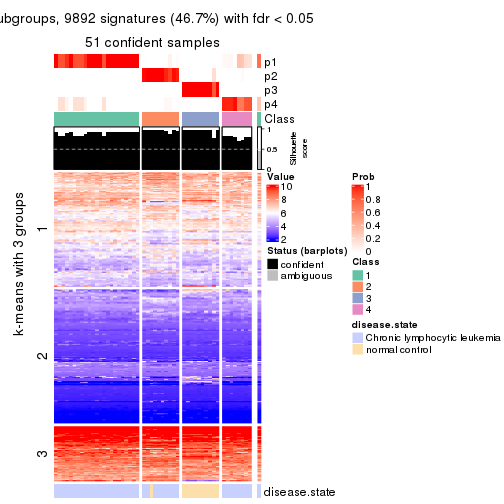 ubgroups, 9892 signatures (46.7%) with fdr < 0.05
51 confident samples
p1
p2
p3
p4
Class
1
0.5
0
Silhouette
score
k-means with 3 groups
1
2
3
disease.state
Value
10
8
6
4
2
Status (barplots)
confident
ambiguous
Prob
1
0.8
0.6
0.4
0.2
0
Class
1
2
3
4
disease.state
Chronic lymphocytic leukemia
normal control